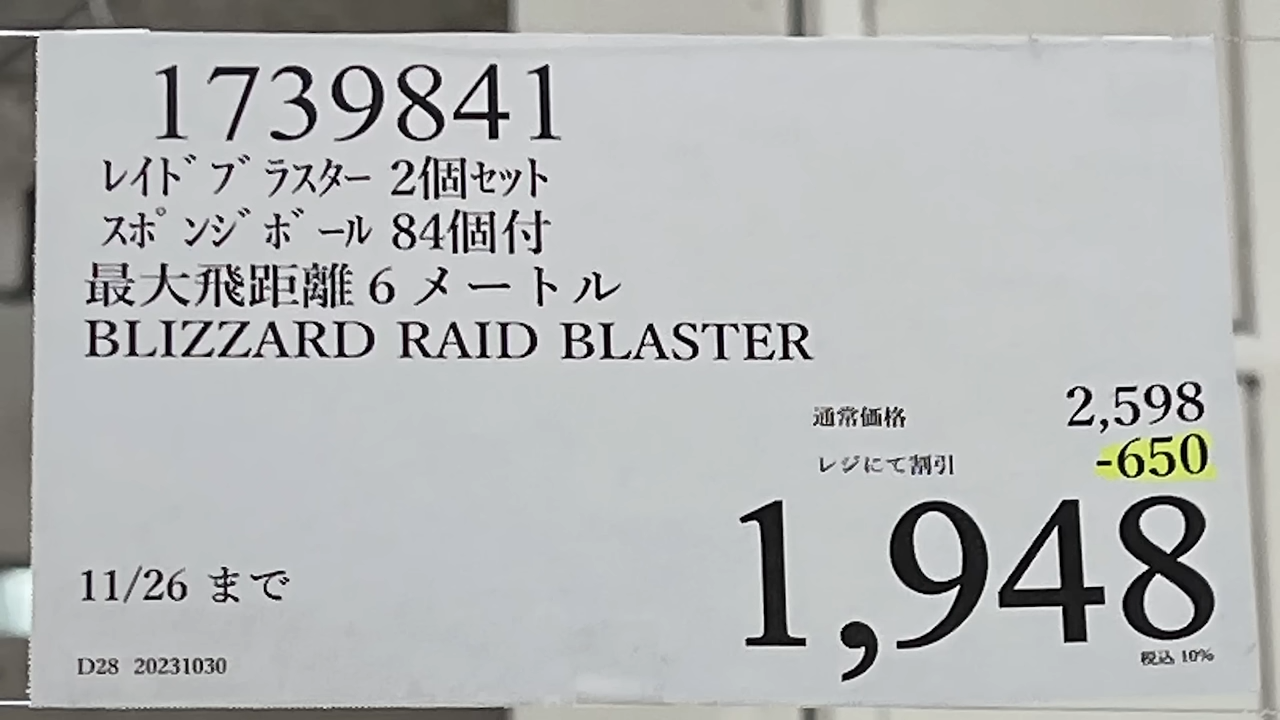 1739841
レイドブラスター 2個セット
スポンジボール 84個付
最大飛距離6メートル
BLIZZARD RAID BLASTER
通常価格 2,598
レジにて割引 -650
1,948
税込 10%
11/26 まで
D28 20231030